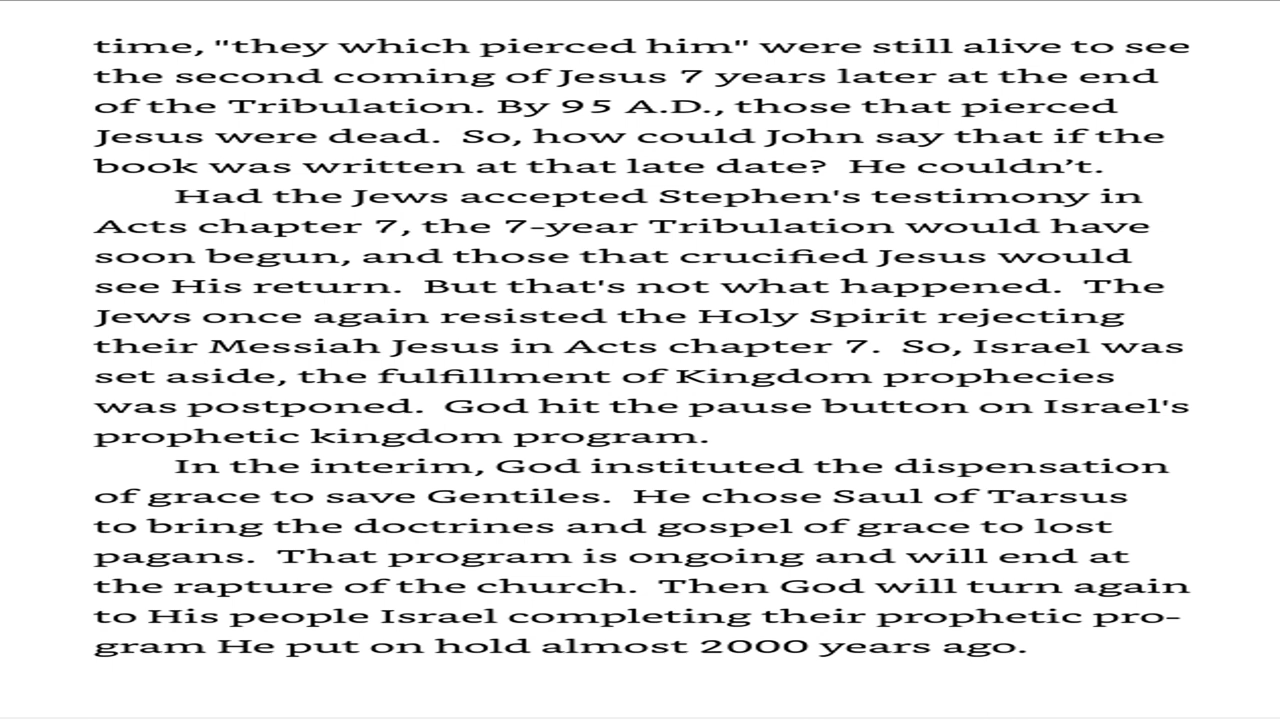 time, "they which pierced him" were still alive to see
the second coming of Jesus 7 years later at the end
of the Tribulation. By 95 A.D., those that pierced
Jesus were dead.  So, how could John say that if the
book was written at that late date?  He couldn’t.
Had the Jews accepted Stephen's testimony in
Acts chapter 7, the 7-year Tribulation would have
soon begun, and those that crucified Jesus would
see His return.  But that's not what happened.  The
Jews once again resisted the Holy Spirit rejecting
their Messiah Jesus in Acts chapter 7.  So, Israel was
set aside, the fulfillment of Kingdom prophecies
was postponed.  God hit the pause button on Israel's
prophetic kingdom program.
In the interim, God instituted the dispensation
of grace to save Gentiles.  He chose Saul of Tarsus
to bring the doctrines and gospel of grace to lost
pagans.  That program is ongoing and will end at
the rapture of the church.  Then God will turn again
to His people Israel completing their prophetic pro-
gram He put on hold almost 2000 years ago.